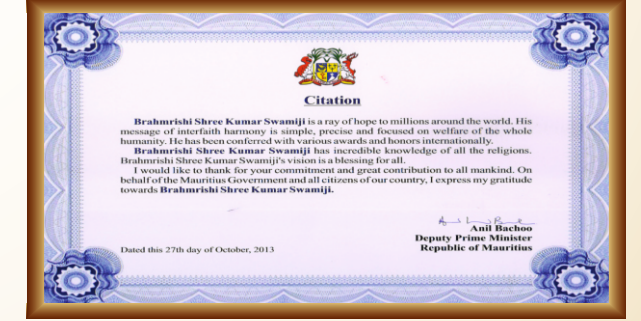 Citation
Brahmrishi Shree Kumar Swamiji is a ray of hope to millions around the world. His
message of interfaith harmony is simple, precise and focused on welfare of the whole
humanity. He has been conferred with various awards and honors internationally.
Brahmrishi Shree Kumar Swamiji has incredible knowledge of all the religions.
Brahmrishi Shree Kumar Swamiji's vision is a blessing for all.
I would like to thank for your commitment and great contribution to all mankind. On
behalf of the Mauritius Government and all citizens of our country, I express my gratitude
towards Brahmrishi Shree Kumar Swamiji.
Anil Bachoo
Deputy Prime Minister
Dated this 27th day of October, 2013
Republic of Mauritius